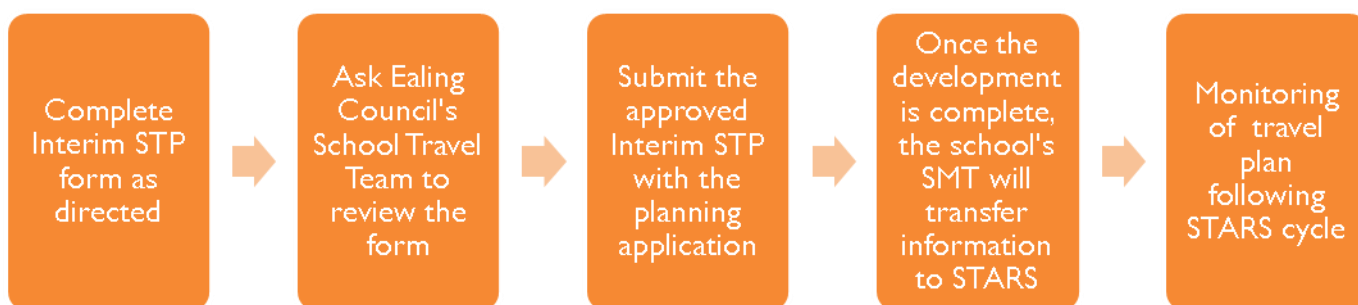 Complete
Interim STP
form as
directed
Ask Ealing
Council's
School Travel
Team to
review the
form
Submit the
approved
Interim STP
with the
planning
application
Once the
development
is complete,
the school's
SMT will
transfer
information
to STARS
Monitoring
of travel
plan
following
STARS cycle